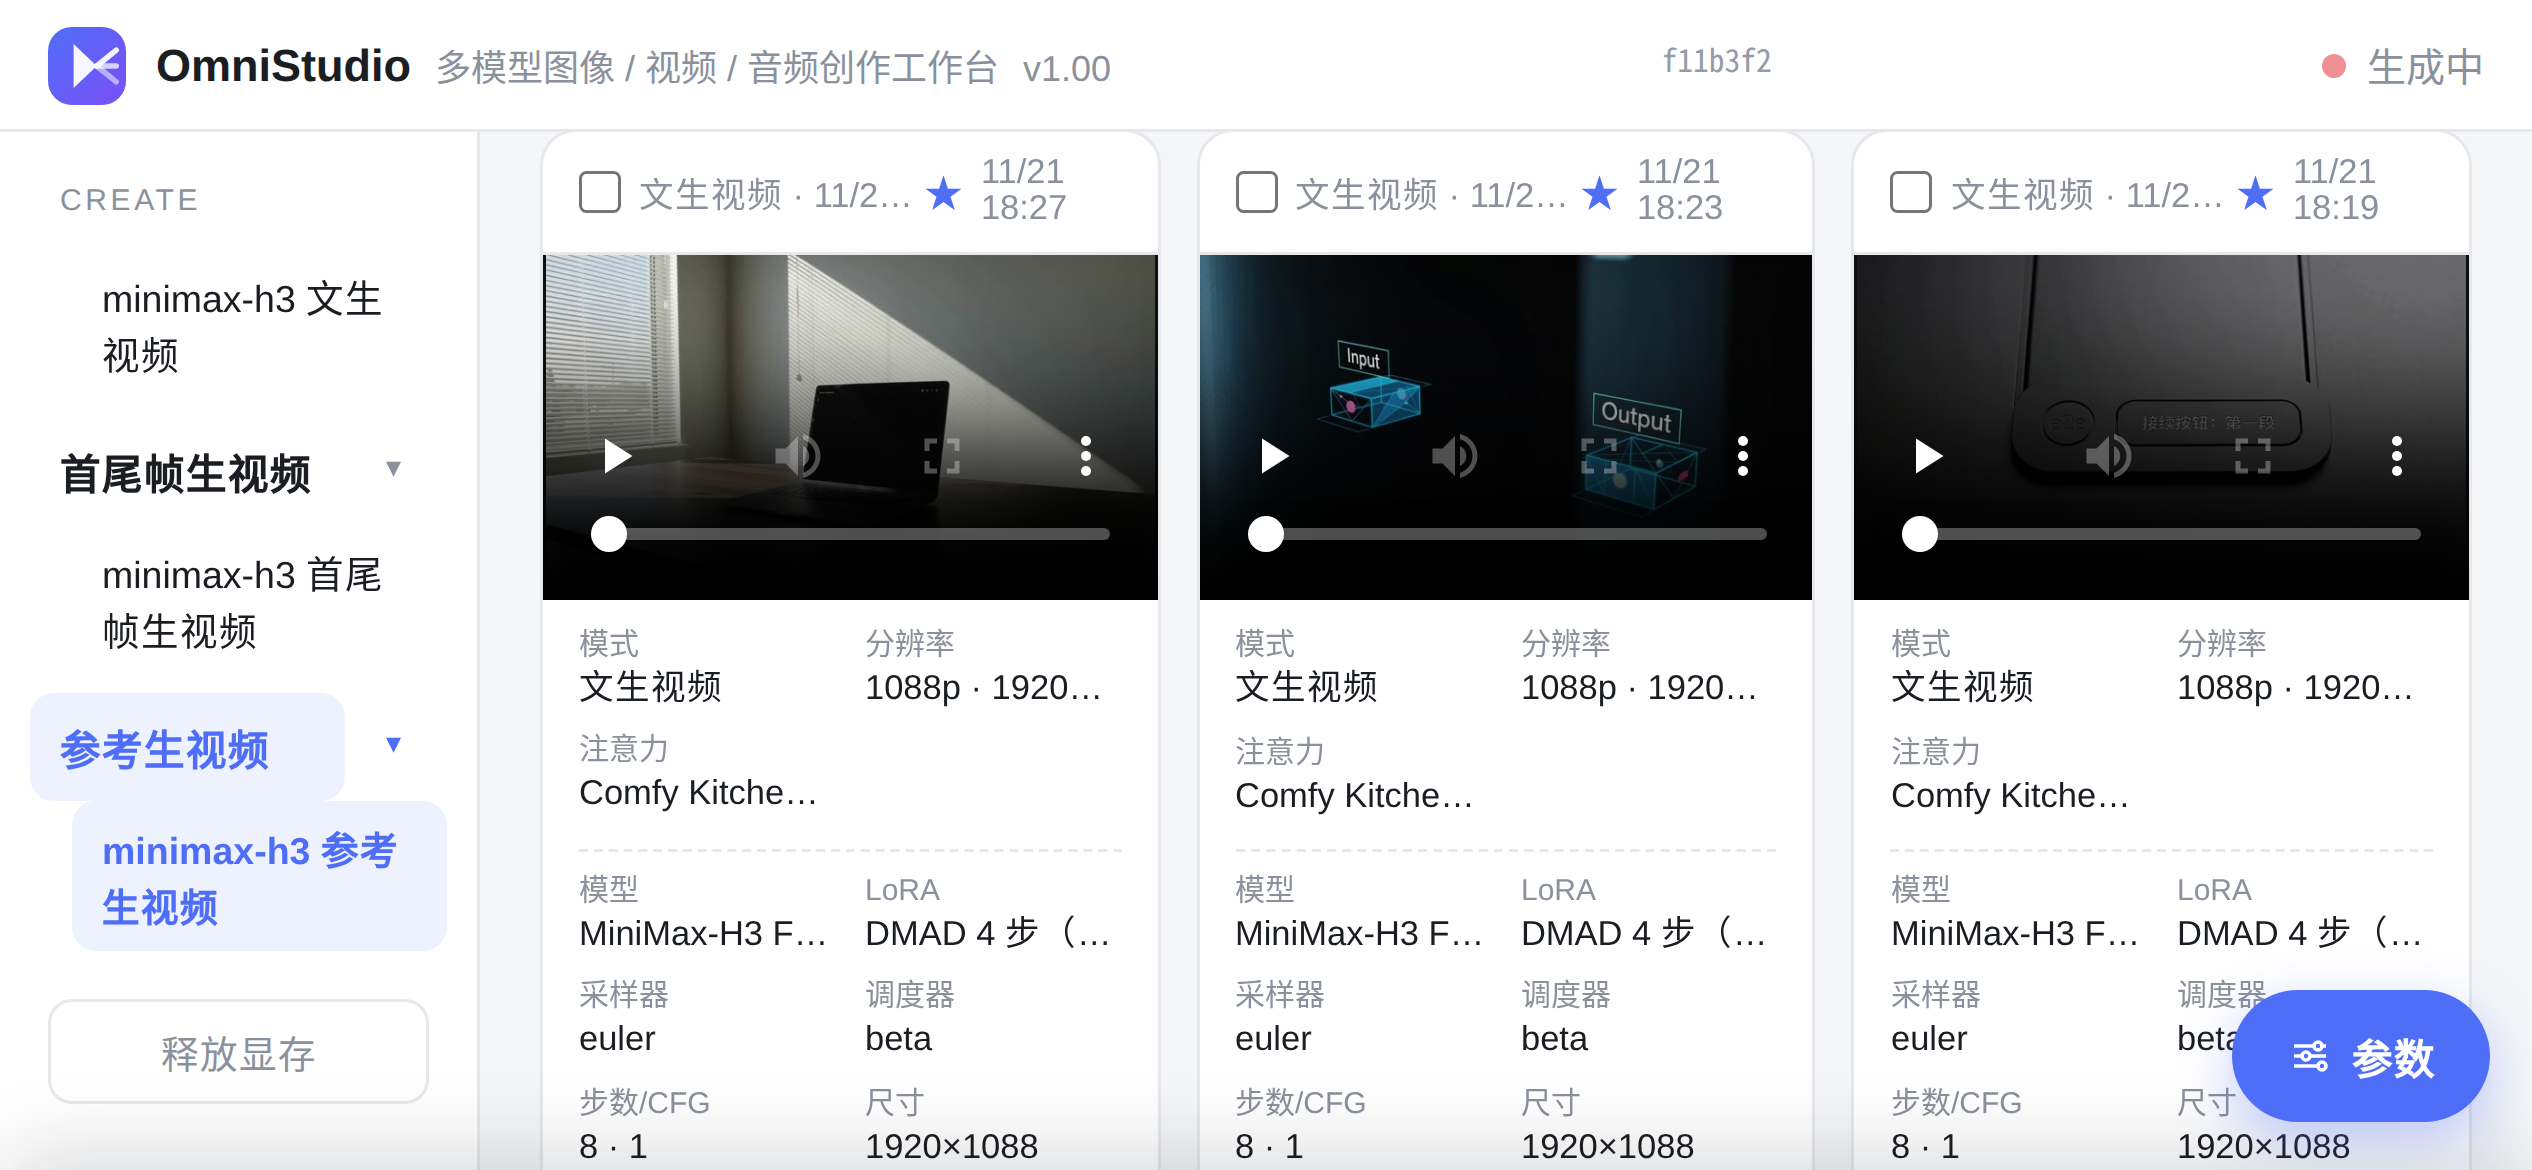 OmniStudio 多模型图像 / 视频 / 音频创作工作台 v1.00
f11b3f2
生成中
CREATE
minimax-h3 文生
视频
首尾帧生视频
minimax-h3 首尾
帧生视频
参考生视频
minimax-h3 参考
生视频
释放显存
文生视频 · 11/2… ★ 11/21
18:27
模式
文生视频
分辨率
1088p · 1920…
注意力
Comfy Kitche…
模型
MiniMax-H3 F…
LoRA
DMAD 4 步（…
采样器
euler
调度器
beta
步数/CFG
8 · 1
尺寸
1920×1088
文生视频 · 11/2… ★ 11/21
18:23
Input
Output
模式
文生视频
分辨率
1088p · 1920…
注意力
Comfy Kitche…
模型
MiniMax-H3 F…
LoRA
DMAD 4 步（…
采样器
euler
调度器
beta
步数/CFG
8 · 1
尺寸
1920×1088
文生视频 · 11/2… ★ 11/21
18:19
接续按钮：第一段
模式
文生视频
分辨率
1088p · 1920…
注意力
Comfy Kitche…
模型
MiniMax-H3 F…
LoRA
DMAD 4 步（…
采样器
euler
调度器
beta
步数/CFG
8 · 1
尺寸
1920×1088
参数